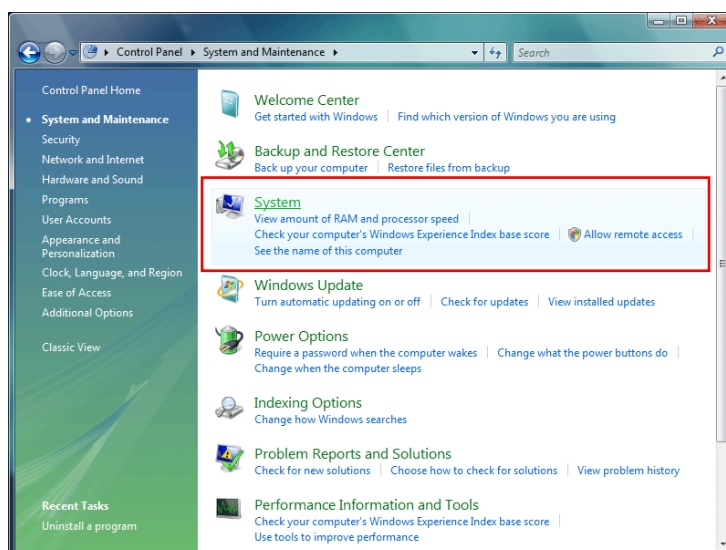 Control Panel System and Maintenance Search
Control Panel Home
System and Maintenance
Security
Network and Internet
Hardware and Sound
Programs
User Accounts
Appearance and
Personalization
Clock, Language, and Region
Ease of Access
Additional Options
Classic View
Recent Tasks
Uninstall a program
Welcome Center
Get started with Windows Find which version of Windows you are using
Backup and Restore Center
Back up your computer Restore files from backup
System
View amount of RAM and processor speed
Check your computer's Windows Experience Index base score Allow remote access
See the name of this computer
Windows Update
Turn automatic updating on or off Check for updates View installed updates
Power Options
Require a password when the computer wakes Change what the power buttons do
Change when the computer sleeps
Indexing Options
Change how Windows searches
Problem Reports and Solutions
Check for new solutions Choose how to check for solutions View problem history
Performance Information and Tools
Check your computer's Windows Experience Index base score
Use tools to improve performance